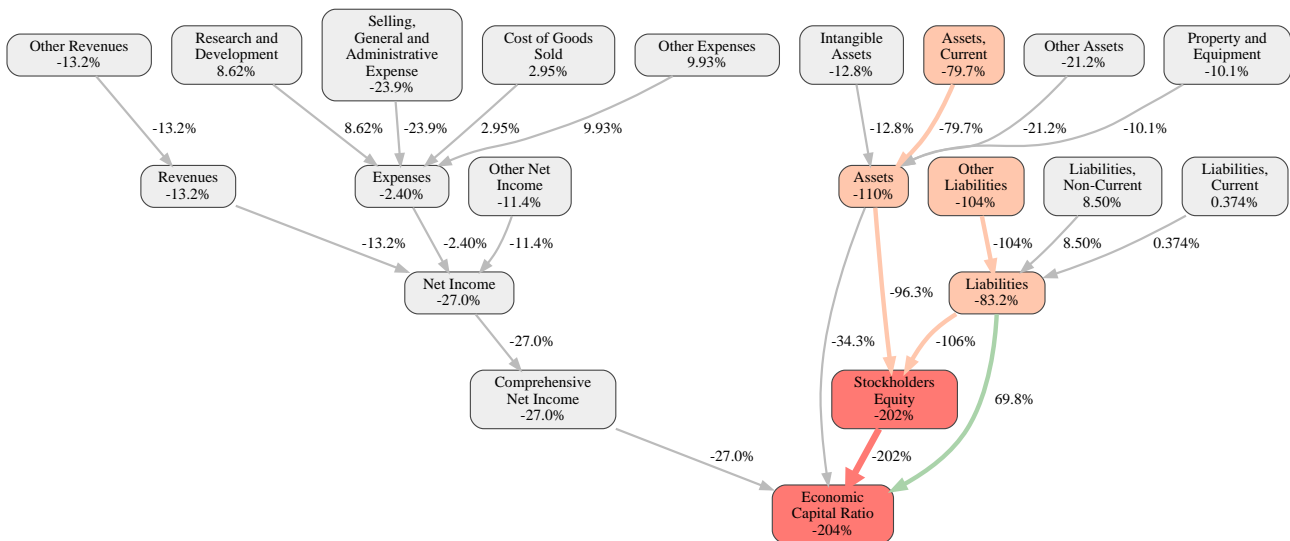 Other Revenues
-13.2%
Research and
Development
8.62%
Selling,
General and
Administrative
Expense
-23.9%
Cost of Goods
Sold
2.95%
Other Expenses
9.93%
Intangible
Assets
-12.8%
Assets,
Current
-79.7%
Other Assets
-21.2%
Property and
Equipment
-10.1%
-13.2%
8.62%
-23.9%
2.95%
9.93%
-12.8%
-79.7%
-21.2%
-10.1%
Revenues
-13.2%
Expenses
-2.40%
Other Net
Income
-11.4%
Assets
-110%
Other
Liabilities
-104%
Liabilities,
Non-Current
8.50%
Liabilities,
Current
0.374%
-13.2%
-2.40%
-11.4%
-104%
8.50%
0.374%
Net Income
-27.0%
-96.3%
Liabilities
-83.2%
-27.0%
-34.3%
-106%
Comprehensive
Net Income
-27.0%
Stockholders
Equity
-202%
69.8%
-27.0%
-202%
Economic
Capital Ratio
-204%